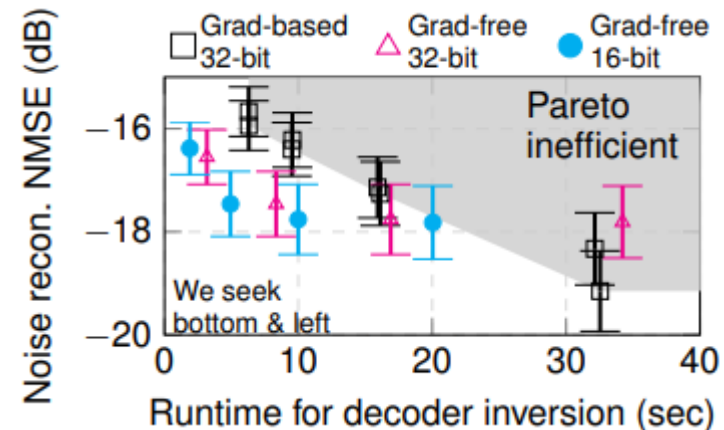 Grad-based
32-bit
Grad-free
32-bit
Grad-free
16-bit
Noise recon. NMSE (dB)
−16
−18
−20
Pareto
inefficient
We seek
bottom & left
0
10
20
30
40
Runtime for decoder inversion (sec)